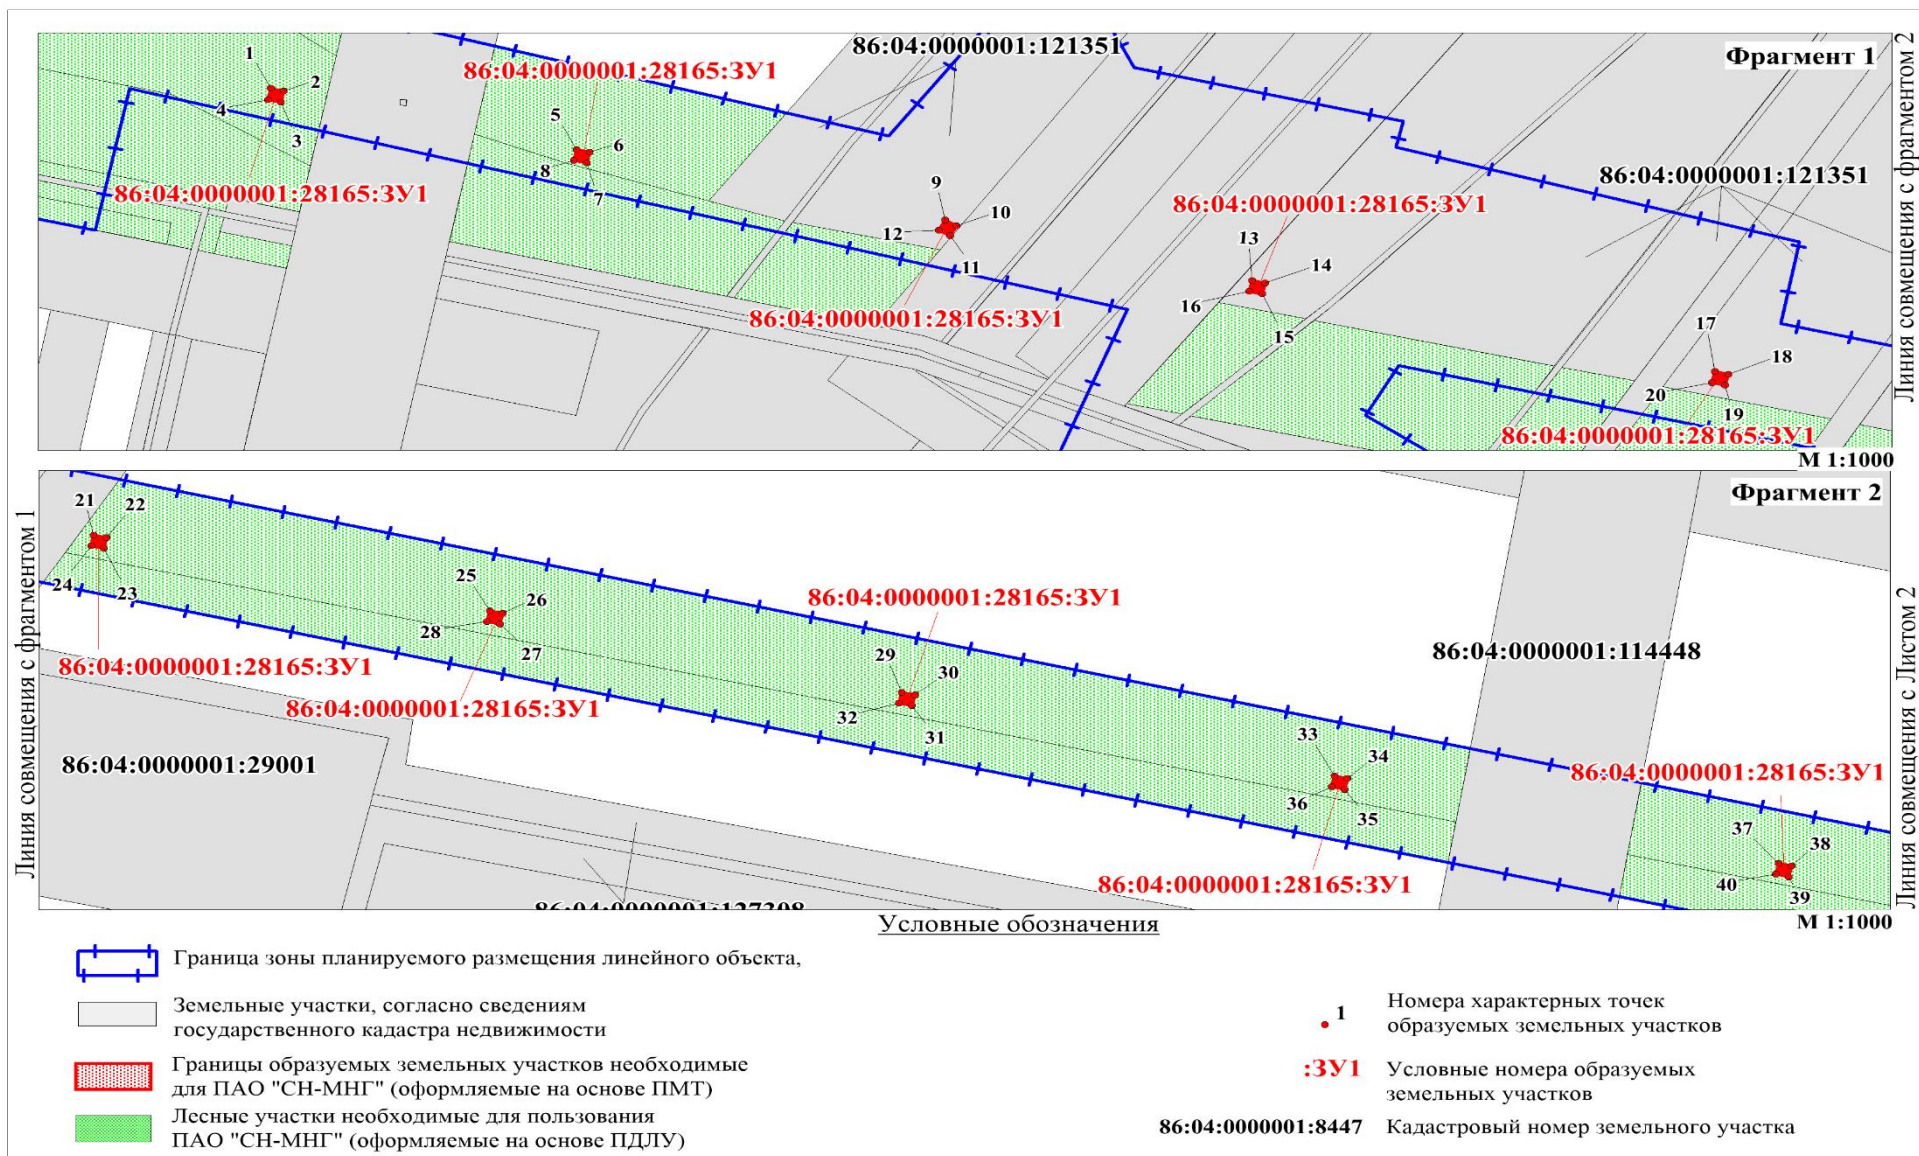 86:04:0000001:121351
Фрагмент 1
1
2
86:04:0000001:28165:ЗУ1
4
3
5
6
8
7
86:04:0000001:28165:ЗУ1
9
10
12
11
86:04:0000001:28165:ЗУ1
86:04:0000001:121351
86:04:0000001:28165:ЗУ1
13
14
16
15
17
18
20
19
86:04:0000001:28165:ЗУ1
Линия совмещения с фрагментом 2
М 1:1000
Линия совмещения с фрагментом 1
Фрагмент 2
21
22
24
23
86:04:0000001:28165:ЗУ1
25
26
28
27
86:04:0000001:28165:ЗУ1
86:04:0000001:28165:ЗУ1
29
30
32
31
86:04:0000001:114448
33
34
36
35
86:04:0000001:28165:ЗУ1
86:04:0000001:28165:ЗУ1
37
38
40
39
86:04:0000001:29001
86:04:0000001:127308
Линия совмещения с Листом 2
М 1:1000
Условные обозначения
Граница зоны планируемого размещения линейного объекта,
Земельные участки, согласно сведениям
государственного кадастра недвижимости
Границы образуемых земельных участков необходимые
для ПАО "СН-МНГ" (оформляемые на основе ПМТ)
Лесные участки необходимые для пользования
ПАО "СН-МНГ" (оформляемые на основе ПДЛУ)
1
Номера характерных точек
образуемых земельных участков
:ЗУ1
Условные номера образуемых
земельных участков
86:04:0000001:8447
Кадастровый номер земельного участка